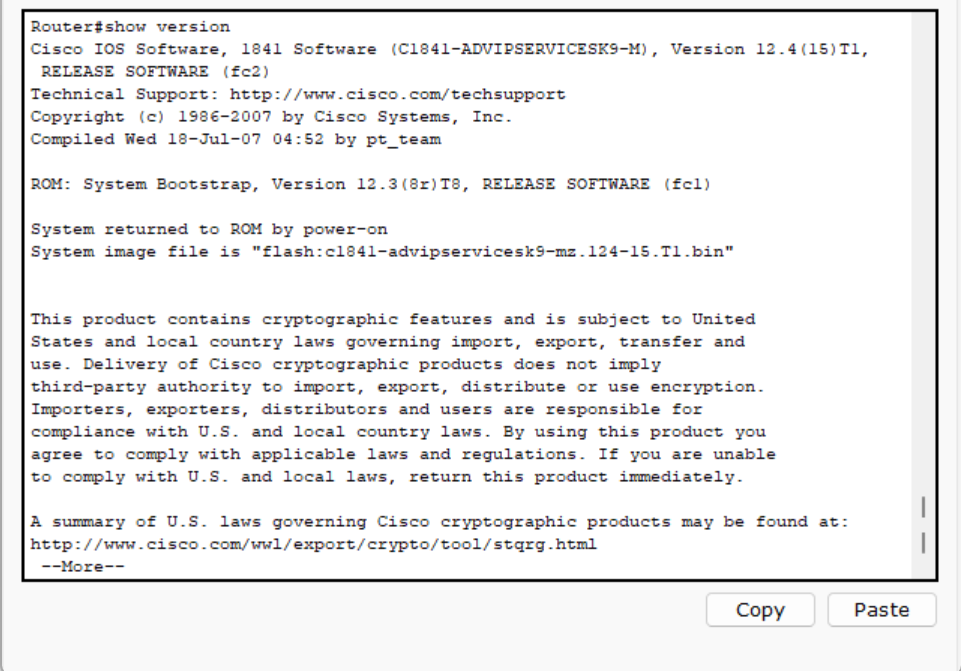 Router#show version
Cisco IOS Software, 1841 Software (C1841-ADVIPSERVICESK9-M), Version 12.4(15)T1,
RELEASE SOFTWARE (fc2)
Technical Support: http://www.cisco.com/techsupport
Copyright (c) 1986-2007 by Cisco Systems, Inc.
Compiled Wed 18-Jul-07 04:52 by pt_team
ROM: System Bootstrap, Version 12.3(8r)T8, RELEASE SOFTWARE (fc1)
System returned to ROM by power-on
System image file is "flash:c1841-advipservicesk9-mz.124-15.T1.bin"
This product contains cryptographic features and is subject to United
States and local country laws governing import, export, transfer and
use. Delivery of Cisco cryptographic products does not imply
third-party authority to import, export, distribute or use encryption.
Importers, exporters, distributors and users are responsible for
compliance with U.S. and local country laws. By using this product you
agree to comply with applicable laws and regulations. If you are unable
to comply with U.S. and local laws, return this product immediately.
A summary of U.S. laws governing Cisco cryptographic products may be found at:
http://www.cisco.com/wwl/export/crypto/tool/stqrg.html
--More--
Copy Paste